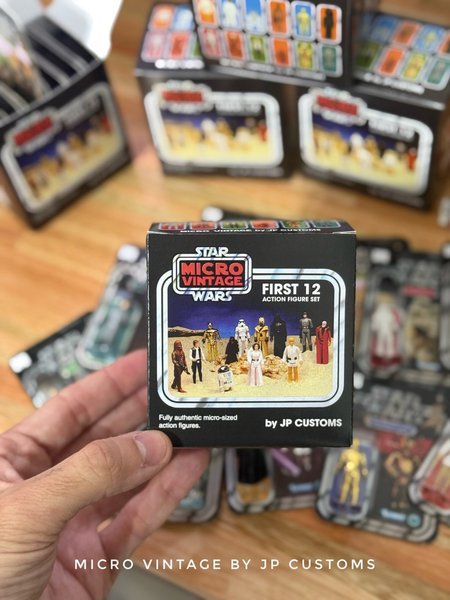 STAR
MICRO
VINTAGE
WARS
FIRST 12
ACTION FIGURE SET
Fully authentic micro-sized
action figures.
by JP CUSTOMS
MICRO VINTAGE BY JP CUSTOMS